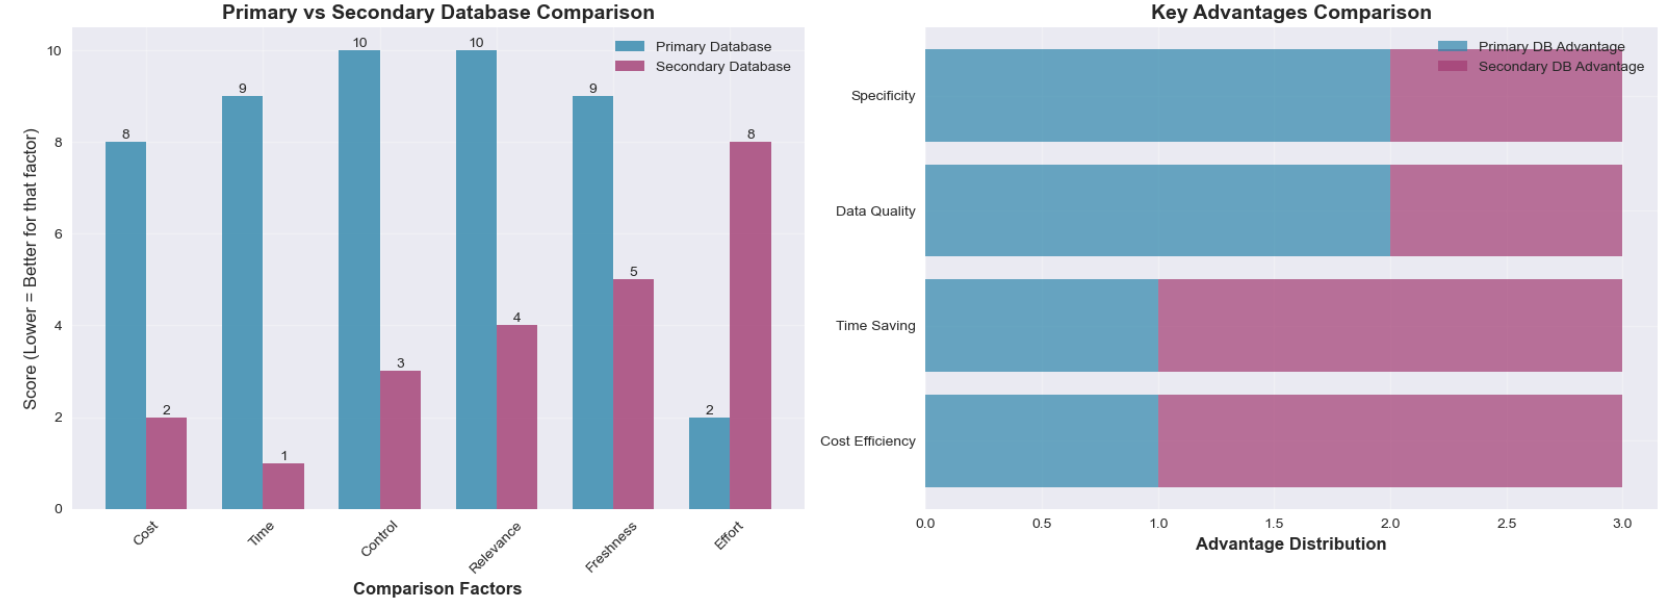 Primary vs Secondary Database Comparison
Score (Lower = Better for that factor)
10
8
6
4
2
0
Primary Database
Secondary Database
8
2
9
1
10
3
10
4
9
5
2
8
Cost
Time
Control
Relevance
Freshness
Effort
Comparison Factors
Key Advantages Comparison
Primary DB Advantage
Secondary DB Advantage
Specificity
Data Quality
Time Saving
Cost Efficiency
0.0
0.5
1.0
1.5
2.0
2.5
3.0
Advantage Distribution